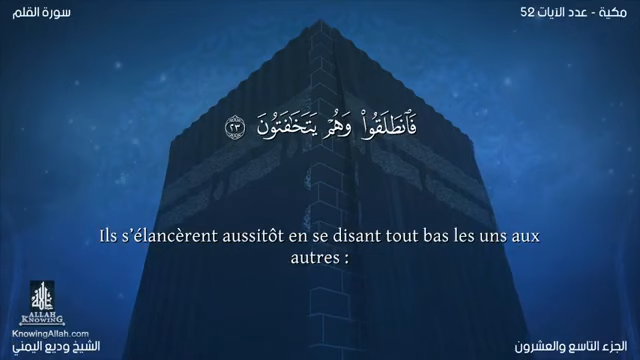 سورة القلم
مكية - عدد الآيات 52
فَٱنطَلَقُوا۟ وَهُمْ يَتَخَـٰفَتُونَ ٢٣
Ils s’élancèrent aussitôt en se disant tout bas les uns aux
autres :
ALLAH
KNOWING
KnowingAllah.com
الشيخ وديع اليمني
الجزء التاسع والعشرون